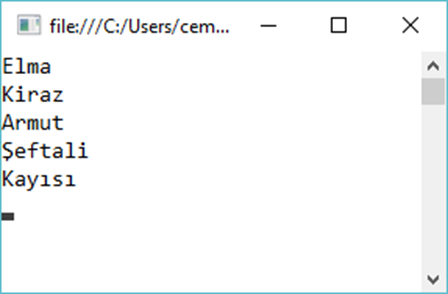 file:///C:/Users/cem...
Elma
Kiraz
Armut
Şeftali
Kayısı